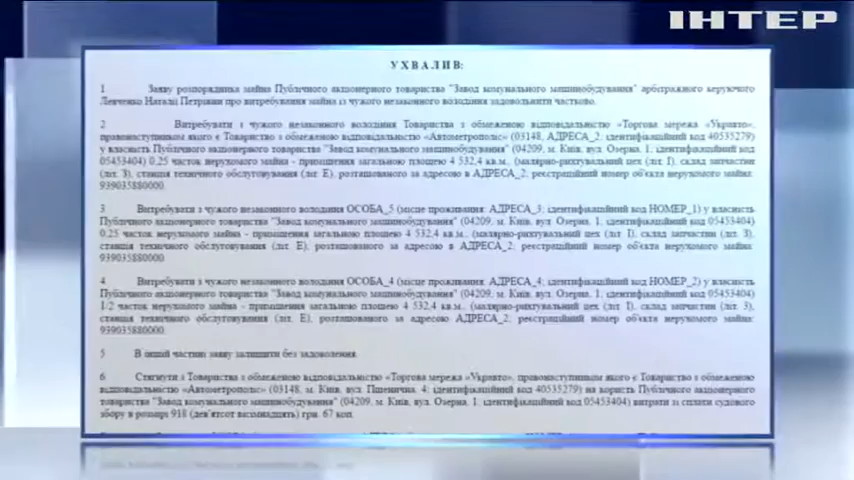 ІНТЕР
УХВАЛИВ:
1 Заяву розпорядника майна Публічного акціонерного товариства "Завод комунального машинобудування" арбітражного керуючого
Левченко Наталії Петрівни про витребування майна із чужого незаконного володіння задовольнити частково.
2 Витребувати з чужого незаконного володіння Товариства з обмеженою відповідальністю «Торгова мережа «Укравто»,
правонаступником якого є Товариство з обмеженою відповідальністю «Автометрополіс» (03148, АДРЕСА_2, ідентифікаційний код 40535279)
у власність Публічного акціонерного товариства "Завод комунального машинобудування" (04209, м. Київ, вул. Озерна, 1, ідентифікаційний код
05453404) 0,25 часток нерухомого майна - приміщення загальною площею 4 532,4 кв.м., (малярно-рихтувальний цех (літ. І), склад запчастин
(літ. З), станція технічного обслуговування (літ. Е), розташованого за адресою в АДРЕСА_2, реєстраційний номер об'єкта нерухомого майна:
939035880000.
3 Витребувати з чужого незаконного володіння ОСОБА_5 (місце проживання: АДРЕСА_3; ідентифікаційний код НОМЕР_1) у власність
Публічного акціонерного товариства "Завод комунального машинобудування" (04209, м. Київ, вул. Озерна, 1, ідентифікаційний код 05453404)
0,25 часток нерухомого майна - приміщення загальною площею 4 532,4 кв.м., (малярно-рихтувальний цех (літ. І), склад запчастин (літ. З),
станція технічного обслуговування (літ. Е), розташованого за адресою в АДРЕСА_2, реєстраційний номер об'єкта нерухомого майна:
939035880000.
4 Витребувати з чужого незаконного володіння ОСОБА_4 (місце проживання: АДРЕСА_4; ідентифікаційний код НОМЕР_2) у власність
Публічного акціонерного товариства "Завод комунального машинобудування" (04209, м. Київ, вул. Озерна, 1, ідентифікаційний код 05453404)
1/2 часток нерухомого майна - приміщення загальною площею 4 532,4 кв.м., (малярно-рихтувальний цех (літ. І), склад запчастин (літ. З),
станція технічного обслуговування (літ. Е), розташованого за адресою в АДРЕСА_2, реєстраційний номер об'єкта нерухомого майна:
939035880000.
5 В іншій частині заяву залишити без задоволення.
6 Стягнути з Товариства з обмеженою відповідальністю «Торгова мережа «Укравто», правонаступником якого є Товариство з обмеженою
відповідальністю «Автометрополіс» (03148, м. Київ, вул. Пшенична, 4; ідентифікаційний код 40535279) на користь Публічного акціонерного
товариства "Завод комунального машинобудування" (04209, м. Київ, вул. Озерна, 1, ідентифікаційний код 05453404) витрати зі сплати судового
збору в розмірі 918 (дев'ятсот вісімнадцять) грн. 67 коп.